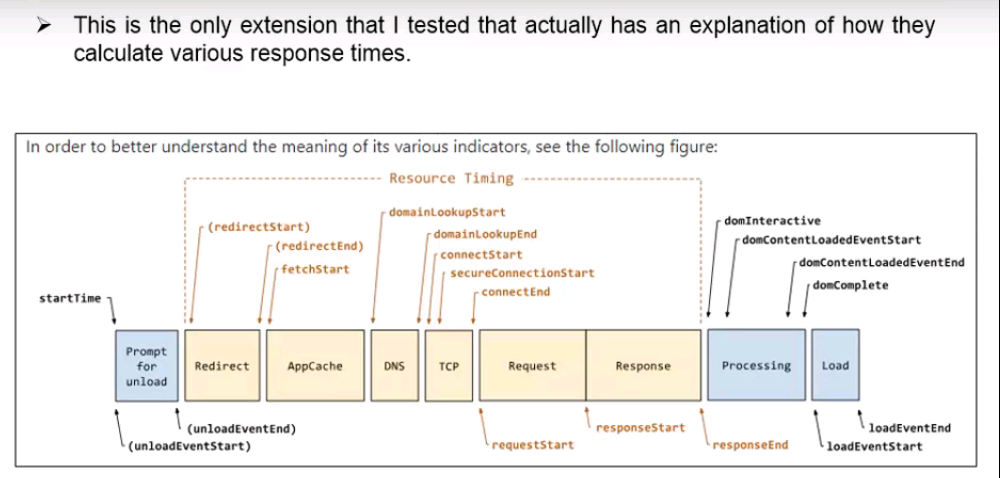 ➤ This is the only extension that I tested that actually has an explanation of how they
calculate various response times.
In order to better understand the meaning of its various indicators, see the following figure:
Resource Timing
domainLookupStart
(redirectStart)
domInteractive
domainLookupEnd
domContentLoadedEventStart
(redirectEnd)
connectStart
domContentLoadedEventEnd
fetchStart
secureConnectionStart
domComplete
connectEnd
startTime
Prompt
for
unload
Redirect
AppCache
DNS
TCP
Request
Response
Processing
Load
(unloadEventEnd)
responseStart
loadEventEnd
(unloadEventStart)
requestStart
responseEnd
loadEventStart